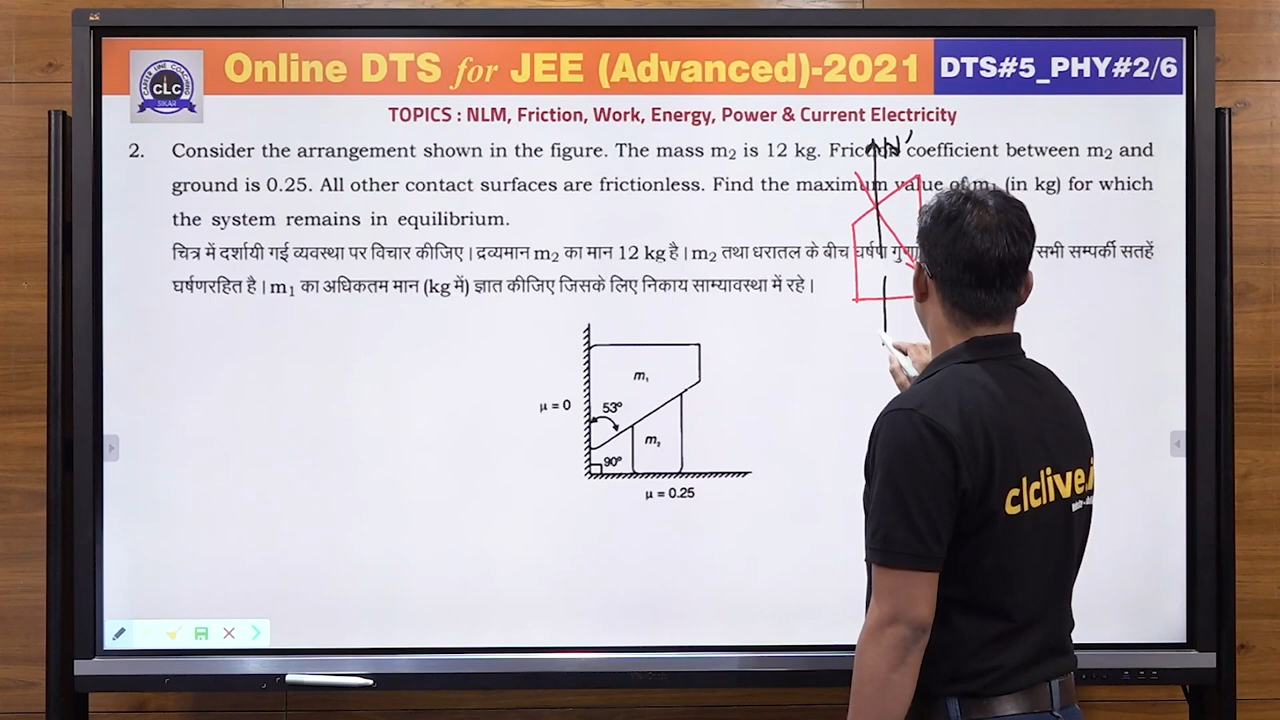 Online DTS for JEE (Advanced)-2021 DTS#5_PHY#2/6
CAREER LINE COACHING
CLC
SIKAR
TOPICS : NLM, Friction, Work, Energy, Power & Current Electricity
N'
2. Consider the arrangement shown in the figure. The mass m₂ is 12 kg. coefficient between m₂ and
ground is 0.25. All other contact surfaces are frictionless. Find the maximum value of m₁ (in kg) for which
the system remains in equilibrium.
चित्र में दर्शायी गई व्यवस्था पर विचार कीजिए। द्रव्यमान m₂ का मान 12 kg है। m₂ तथा धरातल के बीच घर्षण सभी सम्पर्की सतहें
घर्षणरहित है। m₁ का अधिकतम मान (kg में) ज्ञात कीजिए जिसके लिए निकाय साम्यावस्था में रहे।
m₁
μ = 0
53°
m₂
90°
μ = 0.25
clclive.i